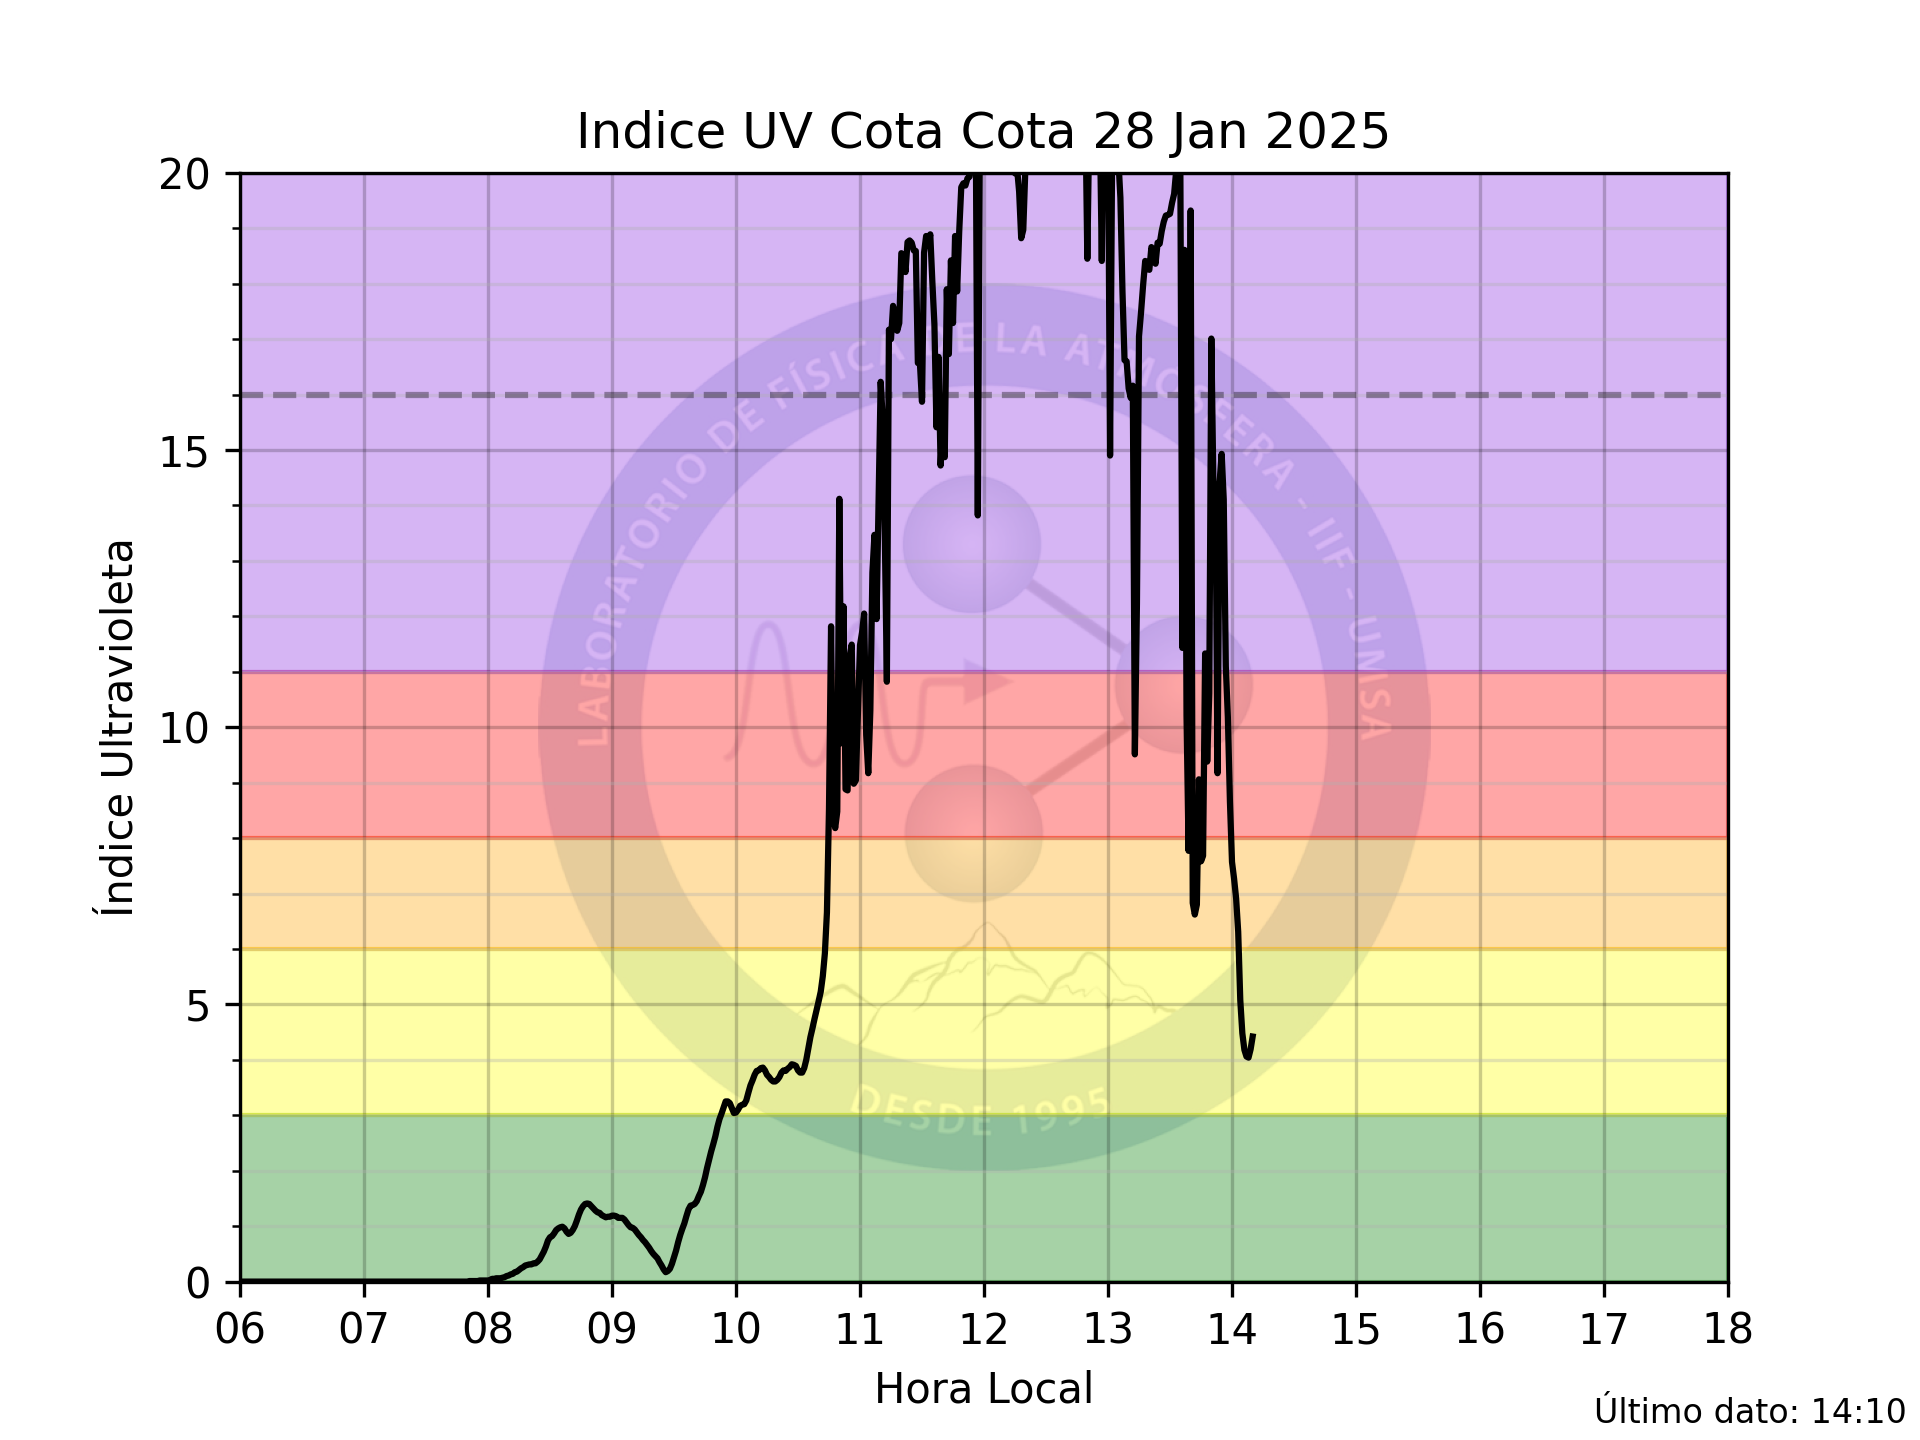 Indice UV Cota Cota 28 Jan 2025
20
15
10
5
0
Índice Ultravioleta
06 07 08 09 10 11 12 13 14 15 16 17 18
Hora Local
Último dato: 14:10
LABORATORIO DE FÍSICA DE LA ATMOSFERA - IIF - UMSA
DESDE 1995